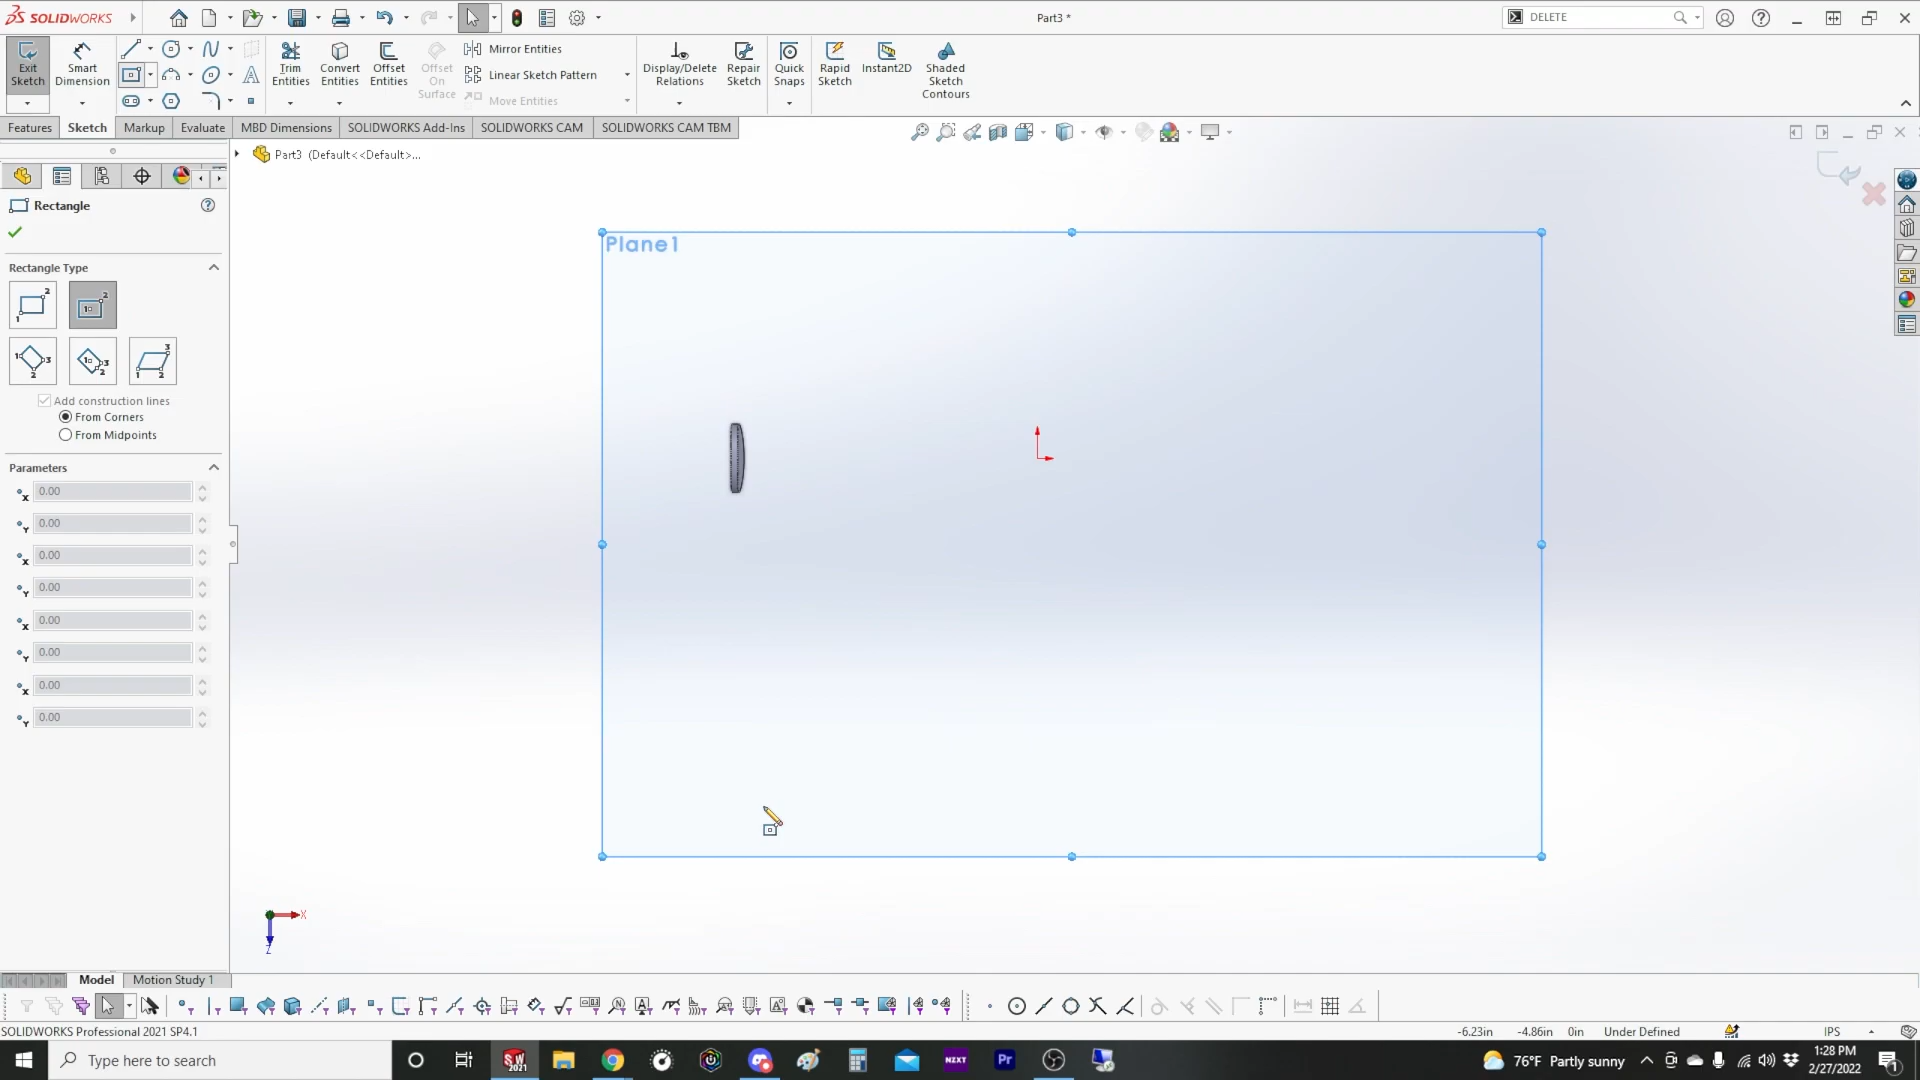 SOLIDWORKS
Part3 *
DELETE
Exit Sketch
Smart Dimension
Trim Entities
Convert Entities
Offset Entities
Offset On Surface
Mirror Entities
Linear Sketch Pattern
Move Entities
Display/Delete Relations
Repair Sketch
Quick Snaps
Rapid Sketch
Instant2D
Shaded Sketch Contours
Features
Sketch
Markup
Evaluate
MBD Dimensions
SOLIDWORKS Add-Ins
SOLIDWORKS CAM
SOLIDWORKS CAM TBM
Part3 (Default<<Default>...
Rectangle
Rectangle Type
Add construction lines
From Corners
From Midpoints
Parameters
0.00
0.00
0.00
0.00
0.00
0.00
0.00
0.00
Plane1
X
Z
Model
Motion Study 1
SOLIDWORKS Professional 2021 SP4.1
-6.23in
-4.86in
0in
Under Defined
IPS
Type here to search
76°F Partly sunny
1:28 PM
2/27/2022